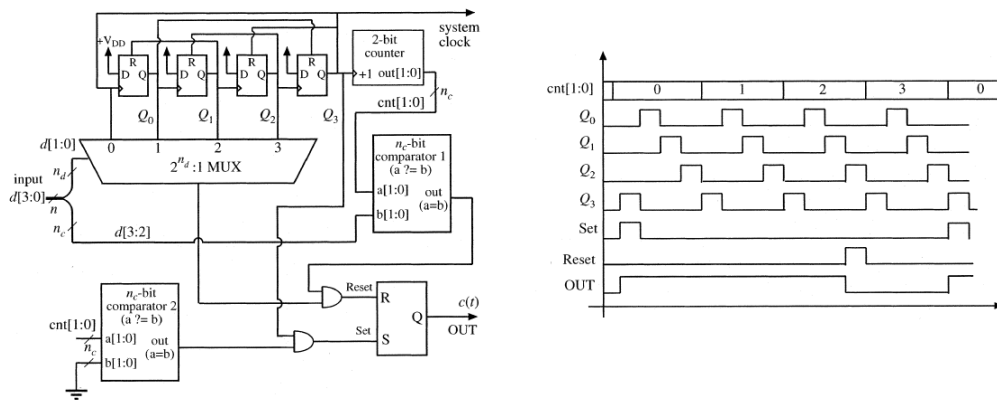 system
clock
+V_DD
R
R
R
R
D Q
D Q
D Q
D Q
2-bit
counter
+1 out[1:0]
n_c
cnt[1:0]
Q_0
Q_1
Q_2
Q_3
d[1:0]
0 1 2 3
2^{n_d}:1 MUX
n_d
input
d[3:0]
n
n_c
d[3:2]
n_c-bit
comparator 1
(a ?= b)
a[1:0] out
(a=b)
b[1:0]
n_c-bit
comparator 2
(a ?= b)
cnt[1:0]
a[1:0] out
n_c
(a=b)
b[1:0]
Reset
Set
R
Q
S
c(t)
OUT
cnt[1:0] 0 1 2 3 0
Q_0
Q_1
Q_2
Q_3
Set
Reset
OUT